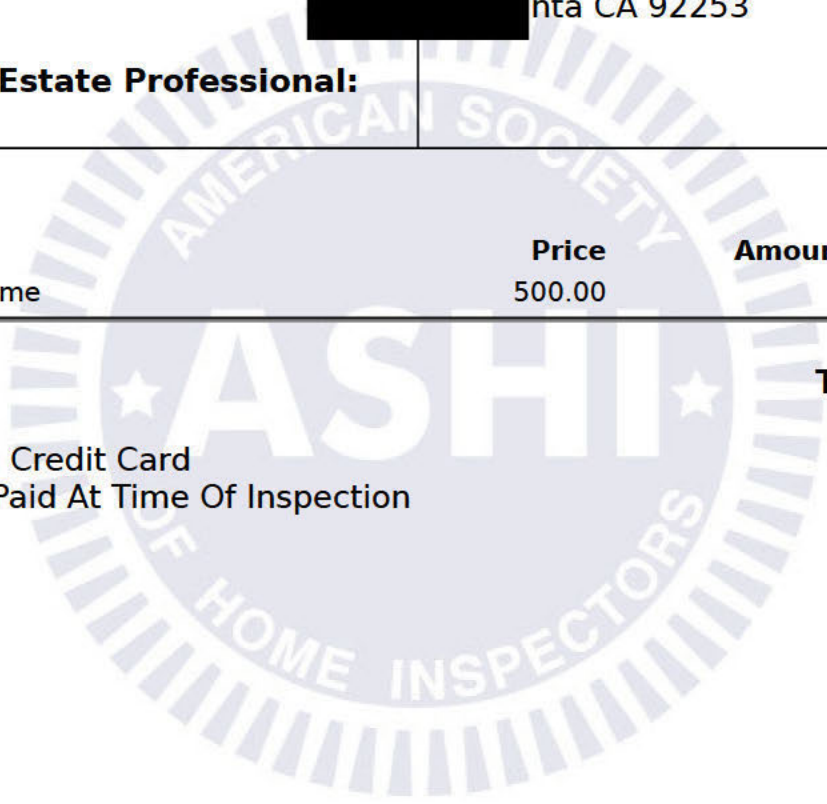 nta CA 92253
Estate Professional:
AMERICAN SOCIETY
Price Amoun
me 500.00
ASHI
T
Credit Card
Paid At Time Of Inspection
OF HOME INSPECTORS